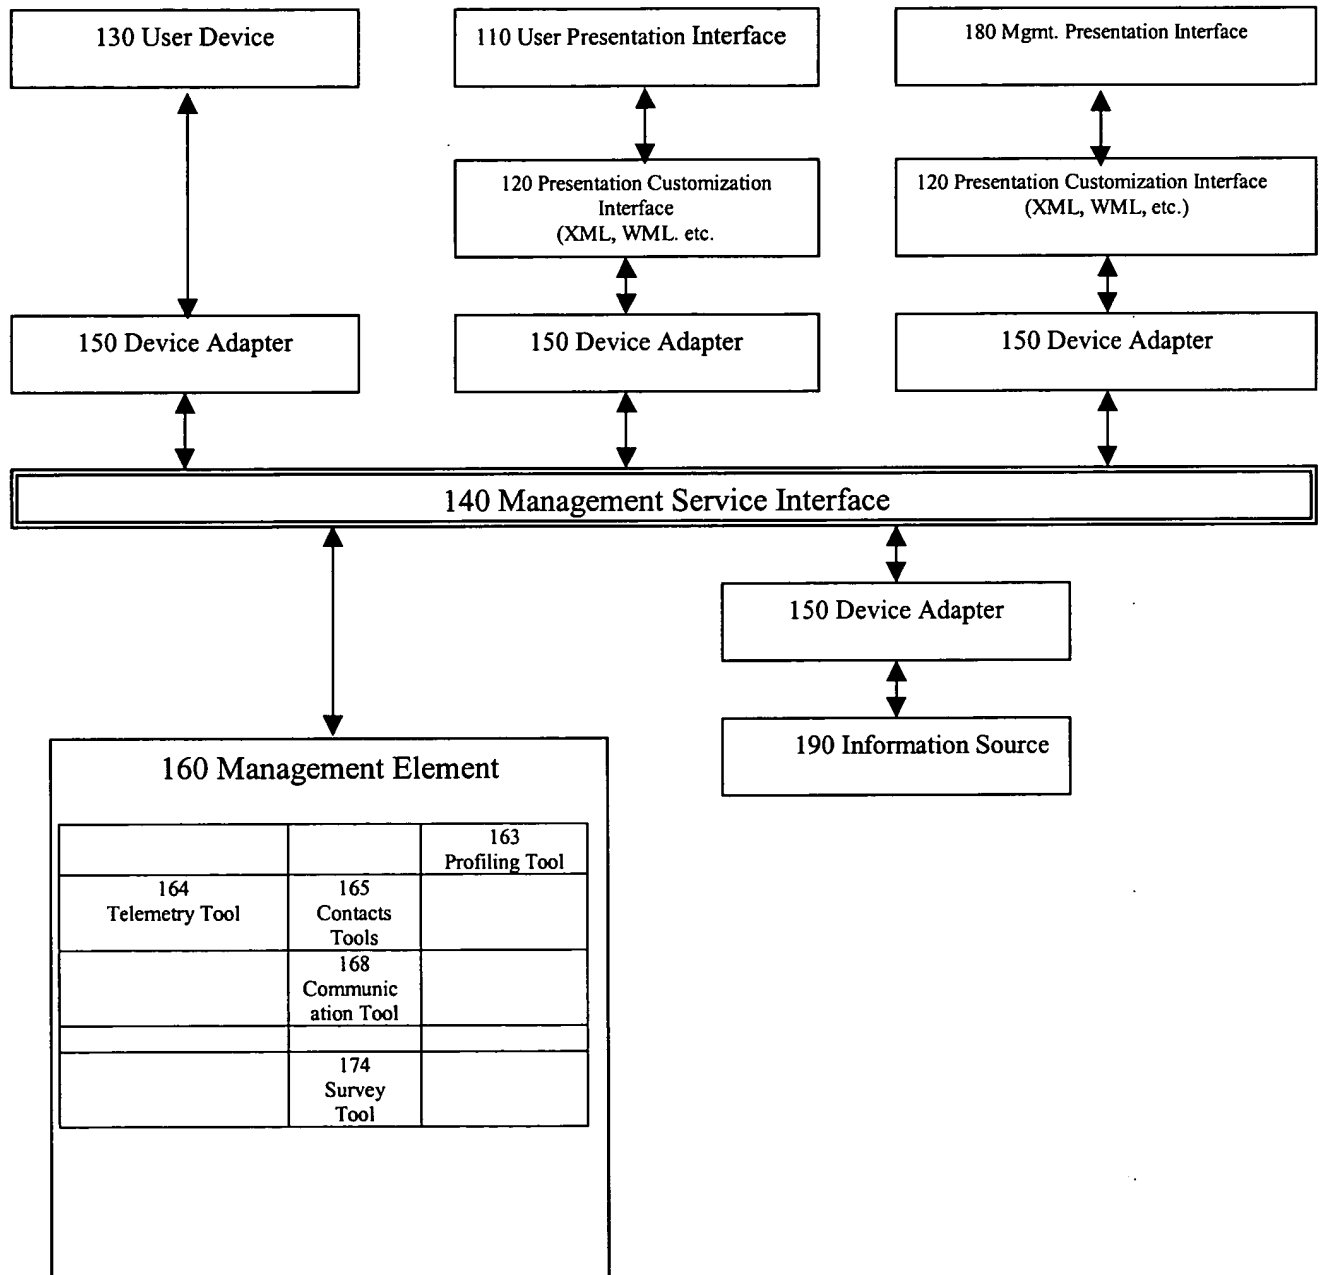 130 User Device
110 User Presentation Interface
180 Mgmt. Presentation Interface
120 Presentation Customization
Interface
(XML, WML. etc.
120 Presentation Customization Interface
(XML, WML, etc.)
150 Device Adapter
150 Device Adapter
150 Device Adapter
140 Management Service Interface
150 Device Adapter
190 Information Source
160 Management Element
163
Profiling Tool
164
Telemetry Tool
165
Contacts
Tools
168
Communic
ation Tool
174
Survey
Tool